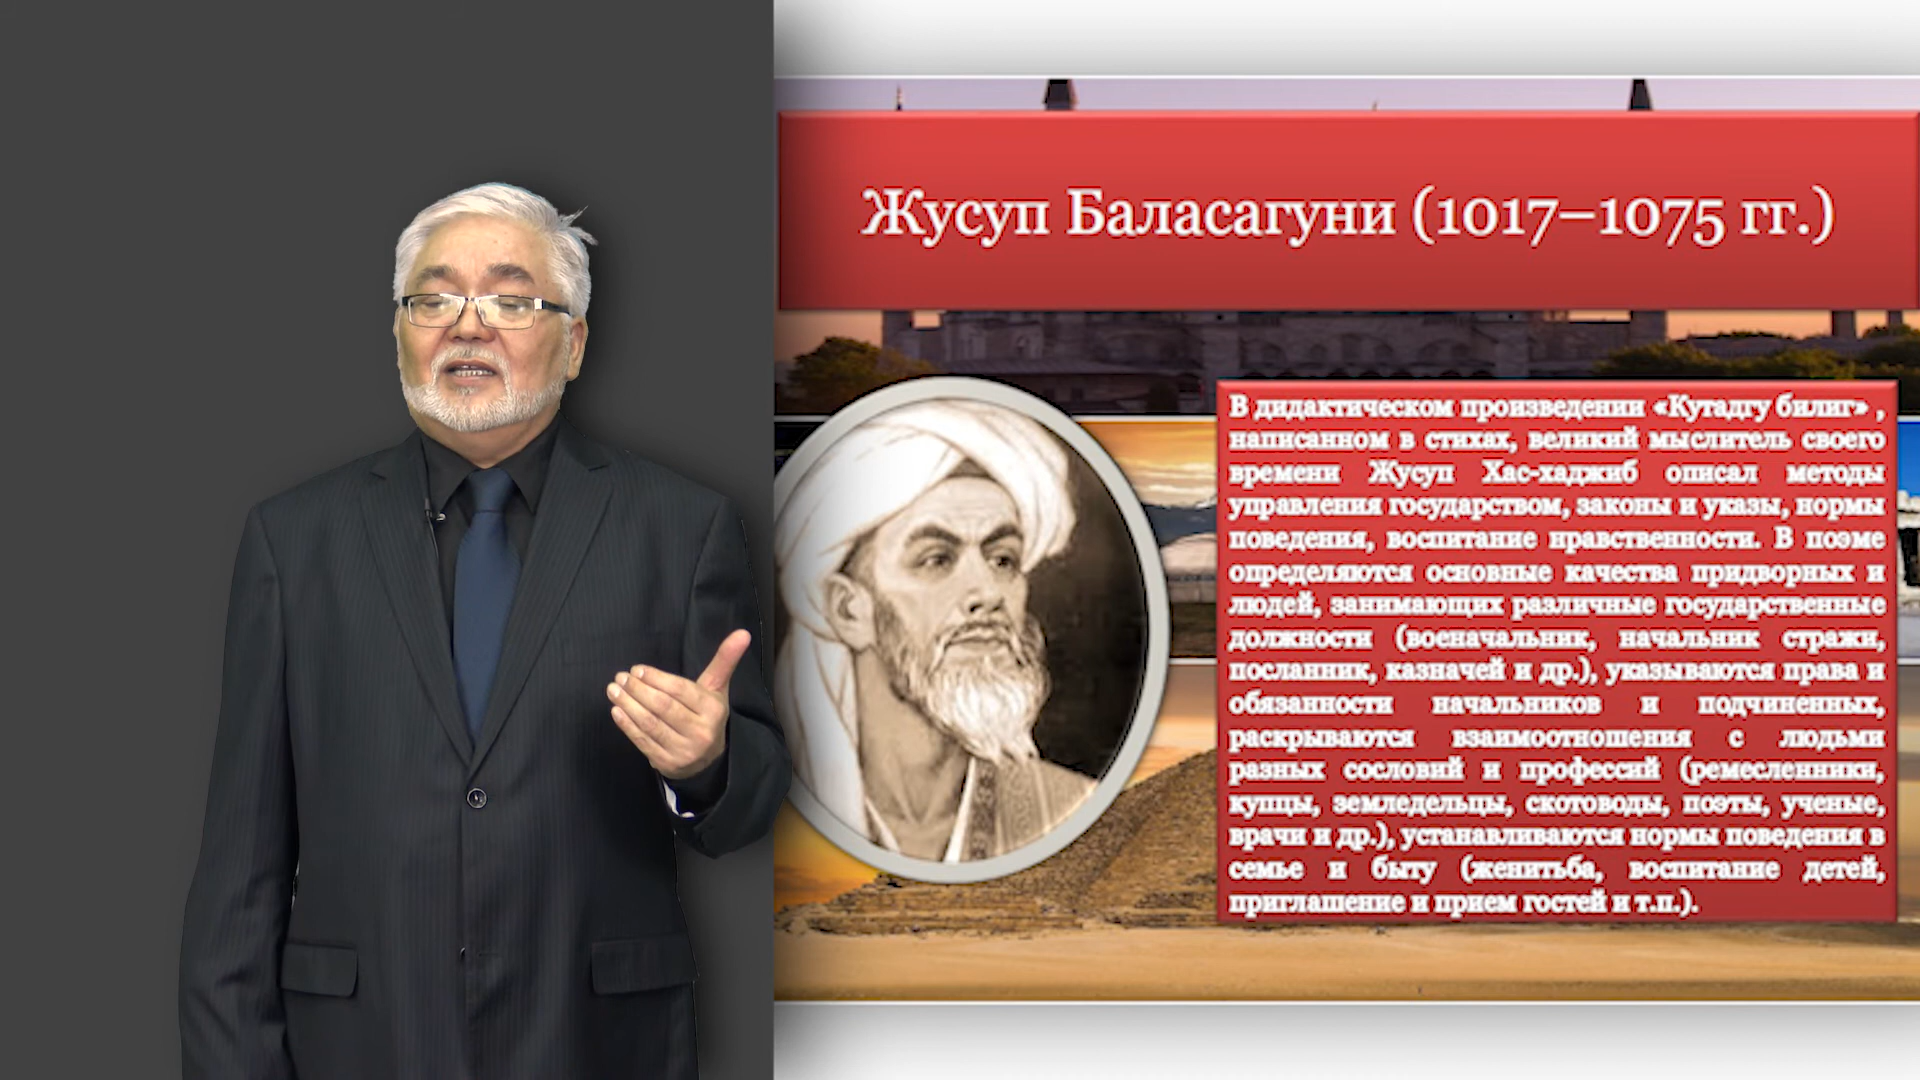 Жусуп Баласагуни (1017–1075 гг.)
В дидактическом произведении «Кутадгу билиг» ,
написанном в стихах, великий мыслитель своего
времени Жусуп Хас-хаджиб описал методы
управления государством, законы и указы, нормы
поведения, воспитание нравственности. В поэме
определяются основные качества придворных и
людей, занимающих различные государственные
должности (военачальник, начальник стражи,
посланник, казначей и др.), указываются права и
обязанности начальников и подчиненных,
раскрываются взаимоотношения с людьми
разных сословий и профессий (ремесленники,
купцы, земледельцы, скотоводы, поэты, ученые,
врачи и др.), устанавливаются нормы поведения в
семье и быту (женитьба, воспитание детей,
приглашение и прием гостей и т.п.).